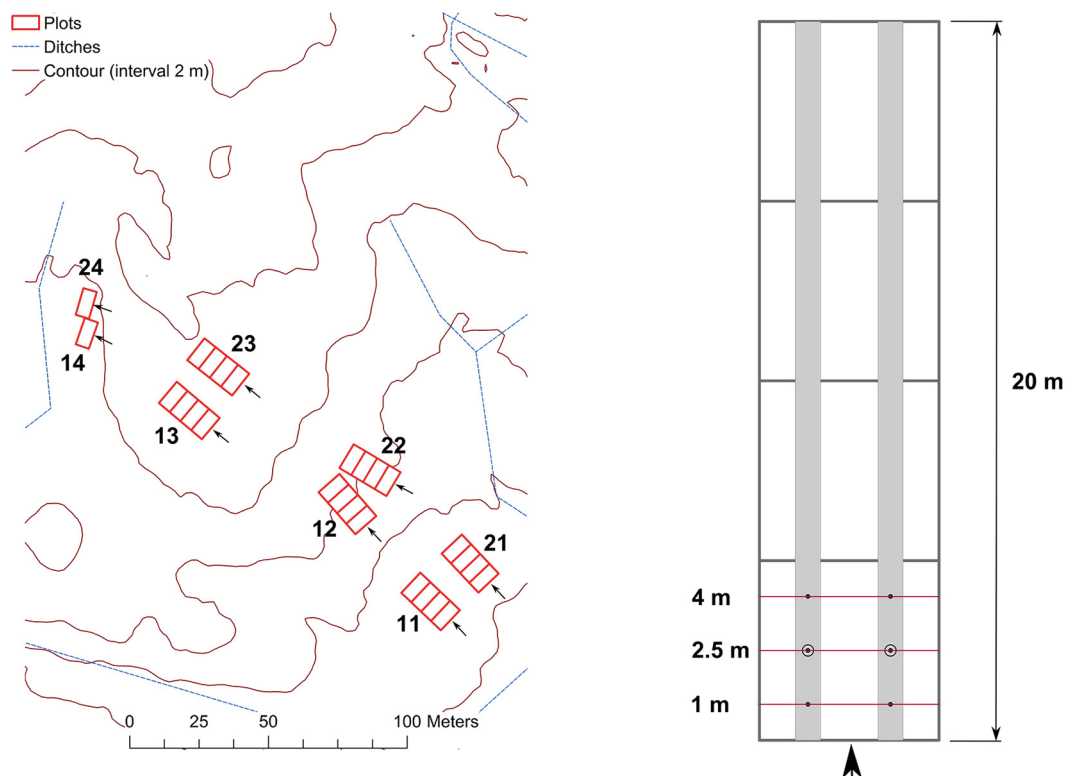 Plots
Ditches
Contour (interval 2 m)
24
14
23
13
22
12
21
11
0 25 50 100 Meters
20 m
4 m
2.5 m
1 m